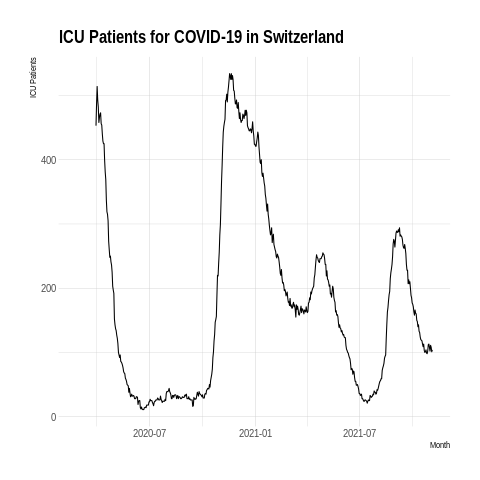 ICU Patients for COVID-19 in Switzerland
ICU Patients
400
200
0
2020-07
2021-01
2021-07
Month